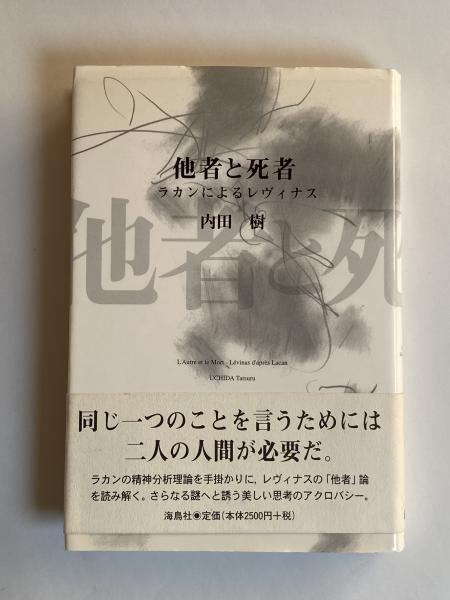 他者と死者
ラカンによるレヴィナス
内田 樹
他者と死
L'Autre et le Mort - Lévinas d'après Lacan
UCHIDA Tatsuru
同じ一つのことを言うためには
二人の人間が必要だ。
ラカンの精神分析理論を手掛かりに, レヴィナスの「他者」論
を読み解く。さらなる謎へと誘う美しい思考のアクロバシー。
海鳥社◉定価(本体2500円+税)